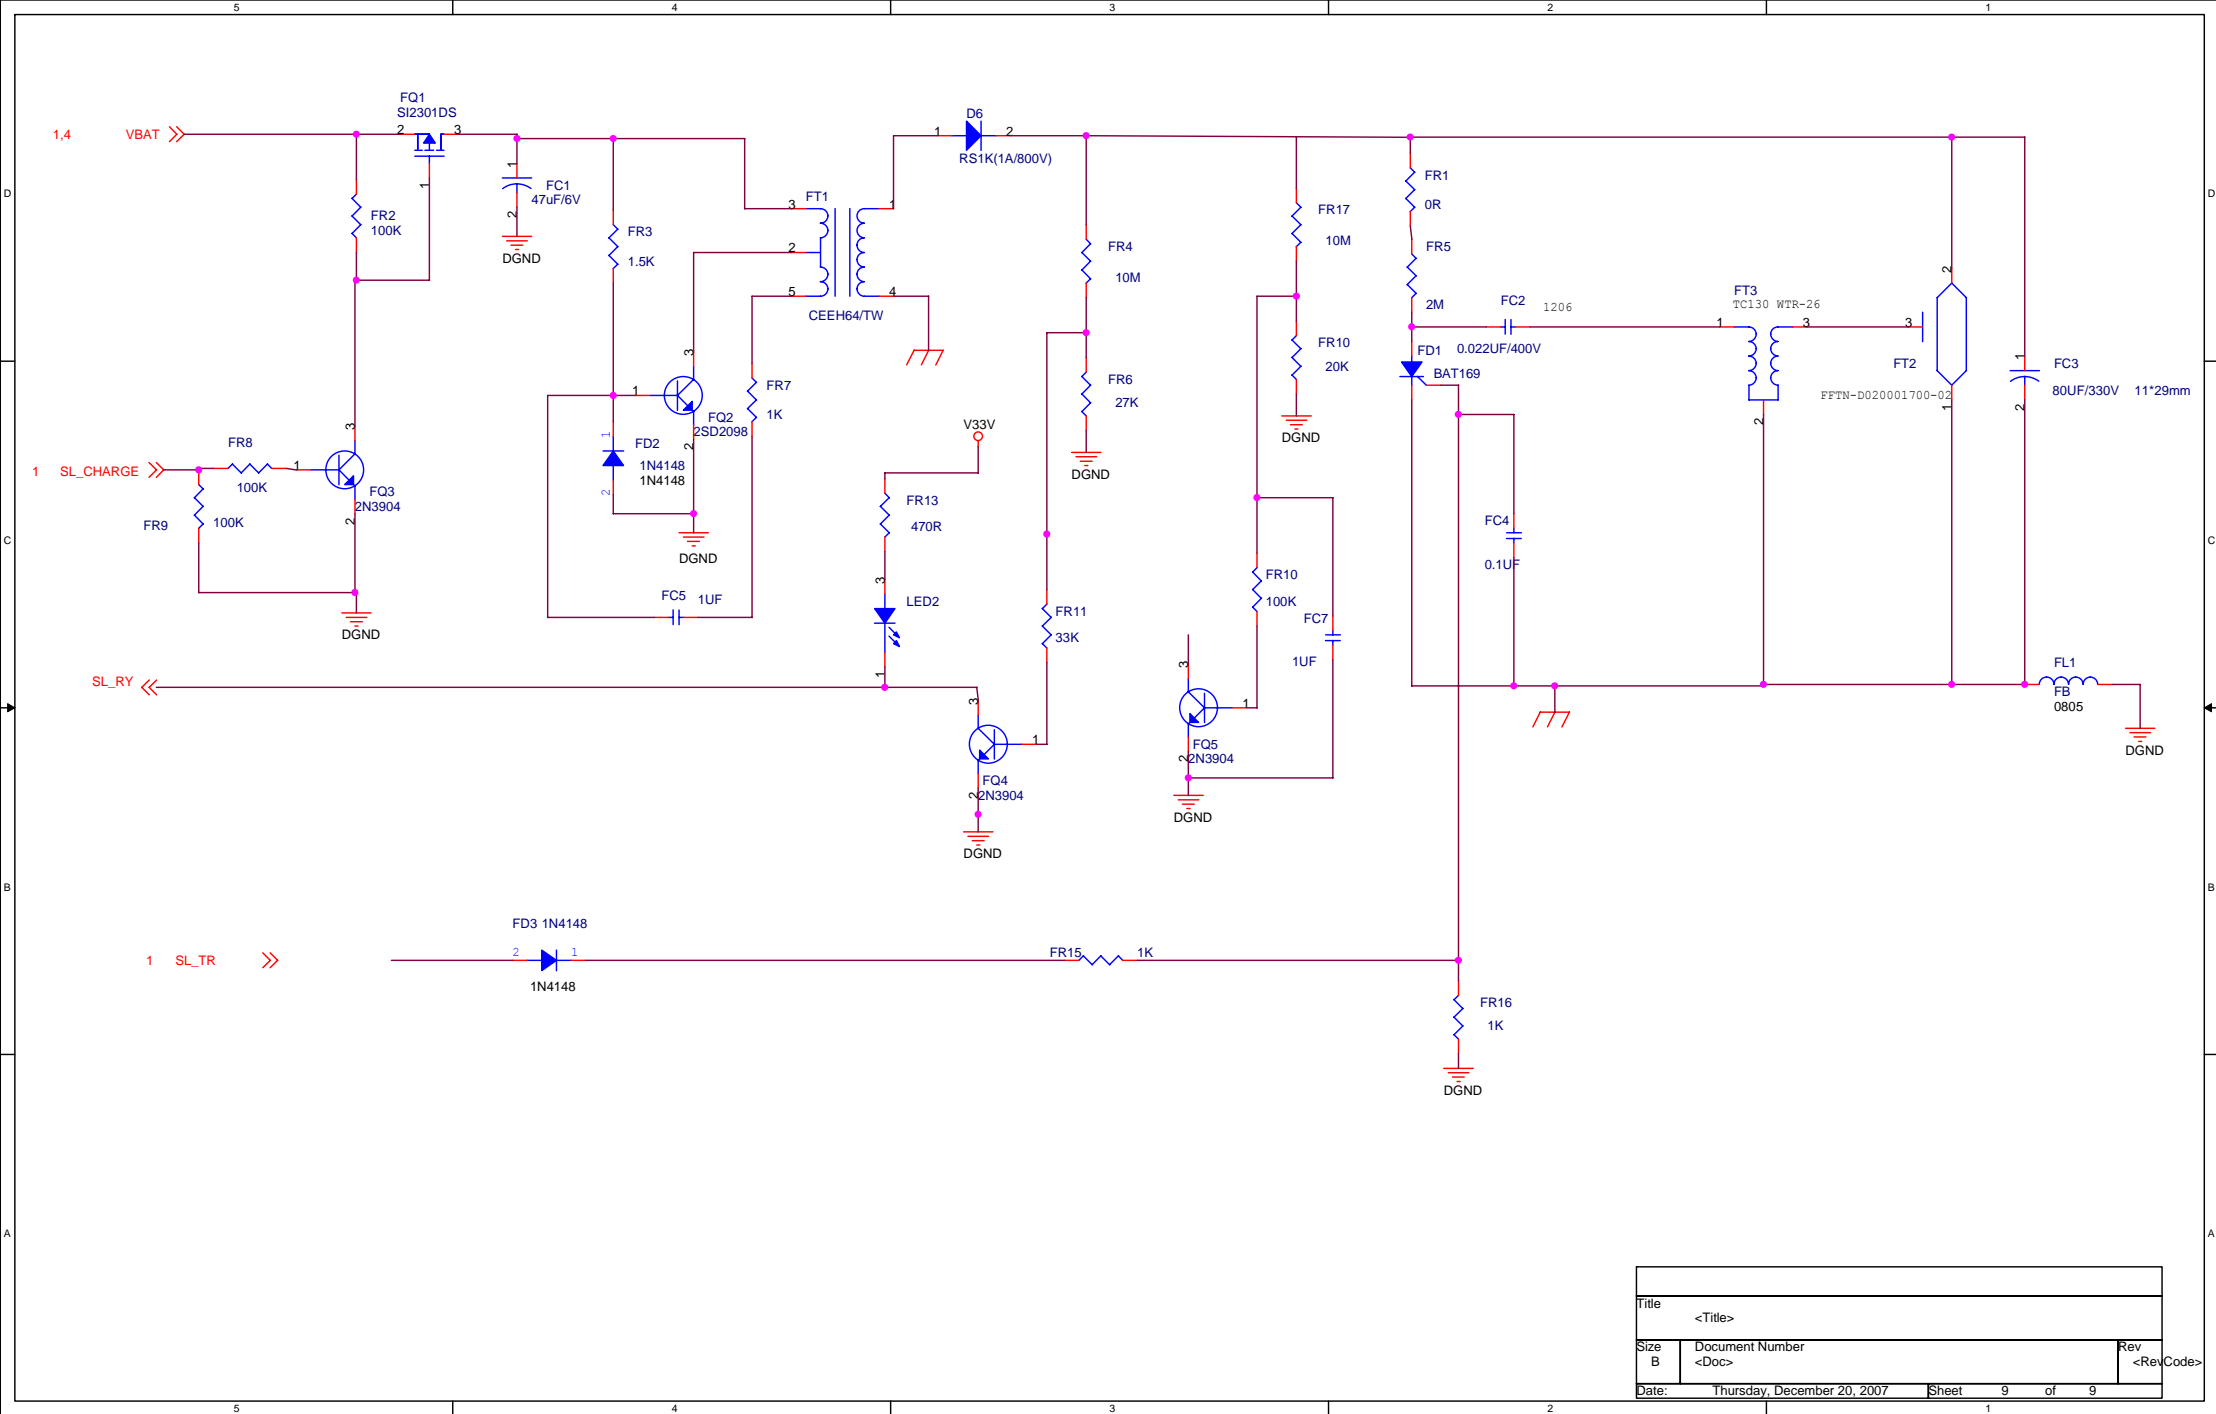 5 4 3 2 1
D
D
C
C
B
B
A
A
5 4 3 2 1
1,4 VBAT
FQ1
SI2301DS
2 3
1
FR2
100K
1
FC1
47uF/6V
2
DGND
FR3
1.5K
FT1
3
2
5
1
4
CEEH64/TW
D6
1 2
RS1K(1A/800V)
FR4
10M
FR6
27K
DGND
FR17
10M
FR10
20K
DGND
FR1
0R
FR5
2M
FC2
1206
0.022UF/400V
FD1
BAT169
FT3
TC130 WTR-26
1 3
2
2
3
FT2
FFTN-D020001700-02
1
1
FC3
80UF/330V 11*29mm
2
1 SL_CHARGE
FR8
100K
FR9
100K
1
3
FQ3
2N3904
2
DGND
1
FD2
1N4148
1N4148
2
3
1
FQ2
2SD2098
2
DGND
FR7
1K
FC5 1UF
V33V
FR13
470R
3
LED2
1
FR11
33K
SL_RY
3
1
FQ4
2N3904
2
DGND
FR10
100K
FC7
1UF
3
1
FQ5
2N3904
2
DGND
FC4
0.1UF
FL1
FB
0805
DGND
1 SL_TR
FD3 1N4148
2 1
1N4148
FR15 1K
FR16
1K
DGND
Title
<Title>
Size
B
Document Number
<Doc>
Rev
<RevCode>
Date: Thursday, December 20, 2007 Sheet 9 of 9